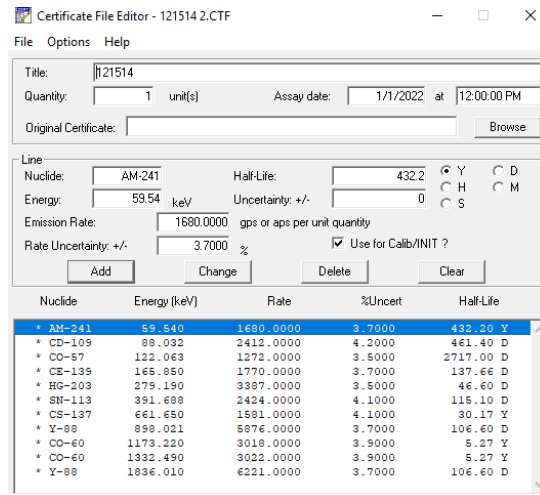 Certificate File Editor - 121514 2.CTF
File Options Help
Title: 121514
Quantity: 1 unit(s) Assay date: 1/1/2022 at 12:00:00 PM
Original Certificate: Browse
Line
Nuclide: AM-241 Half-Life: 432.2 Y D
Energy: 59.54 keV Uncertainty: +/- 0 H M
S
Emission Rate: 1680.0000 gps or aps per unit quantity
Rate Uncertainty: +/- 3.7000 % Use for Calib/INIT ?
Add Change Delete Clear
Nuclide Energy (keV) Rate %Uncert Half-Life
* AM-241 59.540 1680.0000 3.7000 432.20 Y
* CD-109 88.032 2412.0000 4.2000 461.40 D
* CO-57 122.063 1272.0000 3.5000 2717.00 D
* CE-139 165.850 1770.0000 3.7000 137.66 D
* HG-203 279.190 3387.0000 3.5000 46.60 D
* SN-113 391.688 2424.0000 4.1000 115.10 D
* CS-137 661.650 1581.0000 4.1000 30.17 Y
* Y-88 898.021 5876.0000 3.7000 106.60 D
* CO-60 1173.220 3018.0000 3.9000 5.27 Y
* CO-60 1332.490 3022.0000 3.9000 5.27 Y
* Y-88 1836.010 6221.0000 3.7000 106.60 D